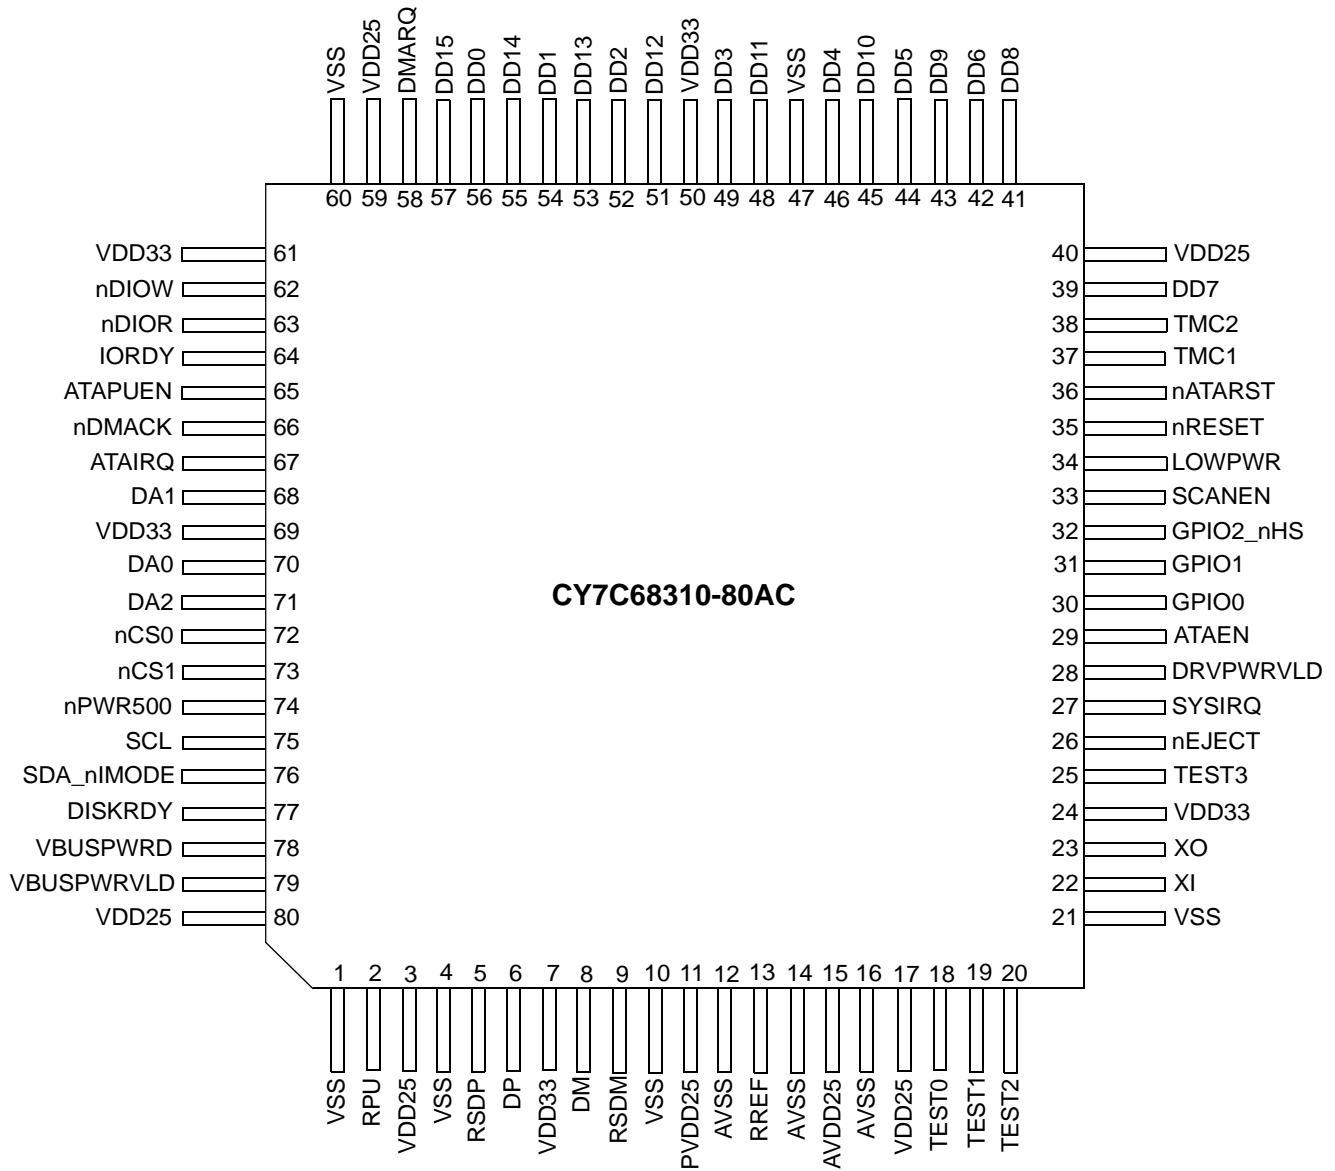 VSS VDD25 DMARQ DD15 DD0 DD14 DD1 DD13 DD2 DD12 VDD33 DD3 DD11 VSS DD4 DD10 DD5 DD9 DD6 DD8
60 59 58 57 56 55 54 53 52 51 50 49 48 47 46 45 44 43 42 41
VDD33 61 40 VDD25
nDIOW 62 39 DD7
nDIOR 63 38 TMC2
IORDY 64 37 TMC1
ATAPUEN 65 36 nATARST
nDMACK 66 35 nRESET
ATAIRQ 67 34 LOWPWR
DA1 68 33 SCANEN
VDD33 69 32 GPIO2_nHS
DA0 70 31 GPIO1
CY7C68310-80AC
DA2 71 30 GPIO0
nCS0 72 29 ATAEN
nCS1 73 28 DRVPWRVLD
nPWR500 74 27 SYSIRQ
SCL 75 26 nEJECT
SDA_nIMODE 76 25 TEST3
DISKRDY 77 24 VDD33
VBUSPWRD 78 23 XO
VBUSPWRVLD 79 22 XI
VDD25 80 21 VSS
1 2 3 4 5 6 7 8 9 10 11 12 13 14 15 16 17 18 19 20
VSS RPU VDD25 VSS RSDP DP VDD33 DM RSDM VSS PVDD25 AVSS RREF AVSS AVDD25 AVSS VDD25 TEST0 TEST1 TEST2